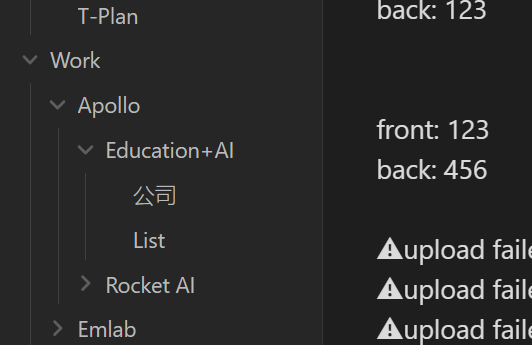 T-Plan
Work
Apollo
Education+AI
公司
List
Rocket AI
Emlab
back: 123
front: 123
back: 456
⚠upload faile
⚠upload faile
⚠upload faile